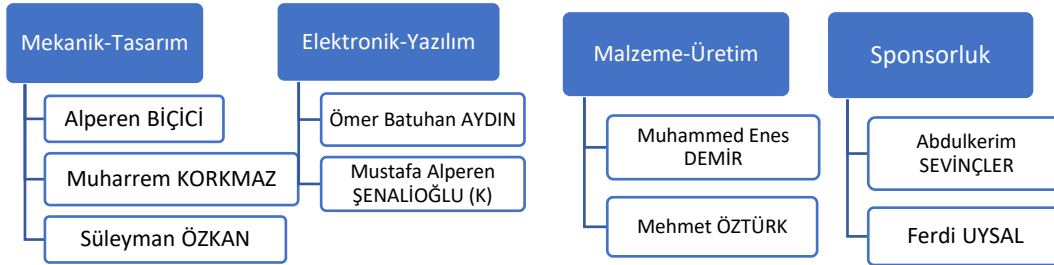 Mekanik-Tasarım
Alperen BİÇİCİ
Muharrem KORKMAZ
Süleyman ÖZKAN
Elektronik-Yazılım
Ömer Batuhan AYDIN
Mustafa Alperen
ŞENALİOĞLU (K)
Malzeme-Üretim
Muhammed Enes
DEMİR
Mehmet ÖZTÜRK
Sponsorluk
Abdulkerim
SEVİNÇLER
Ferdi UYSAL